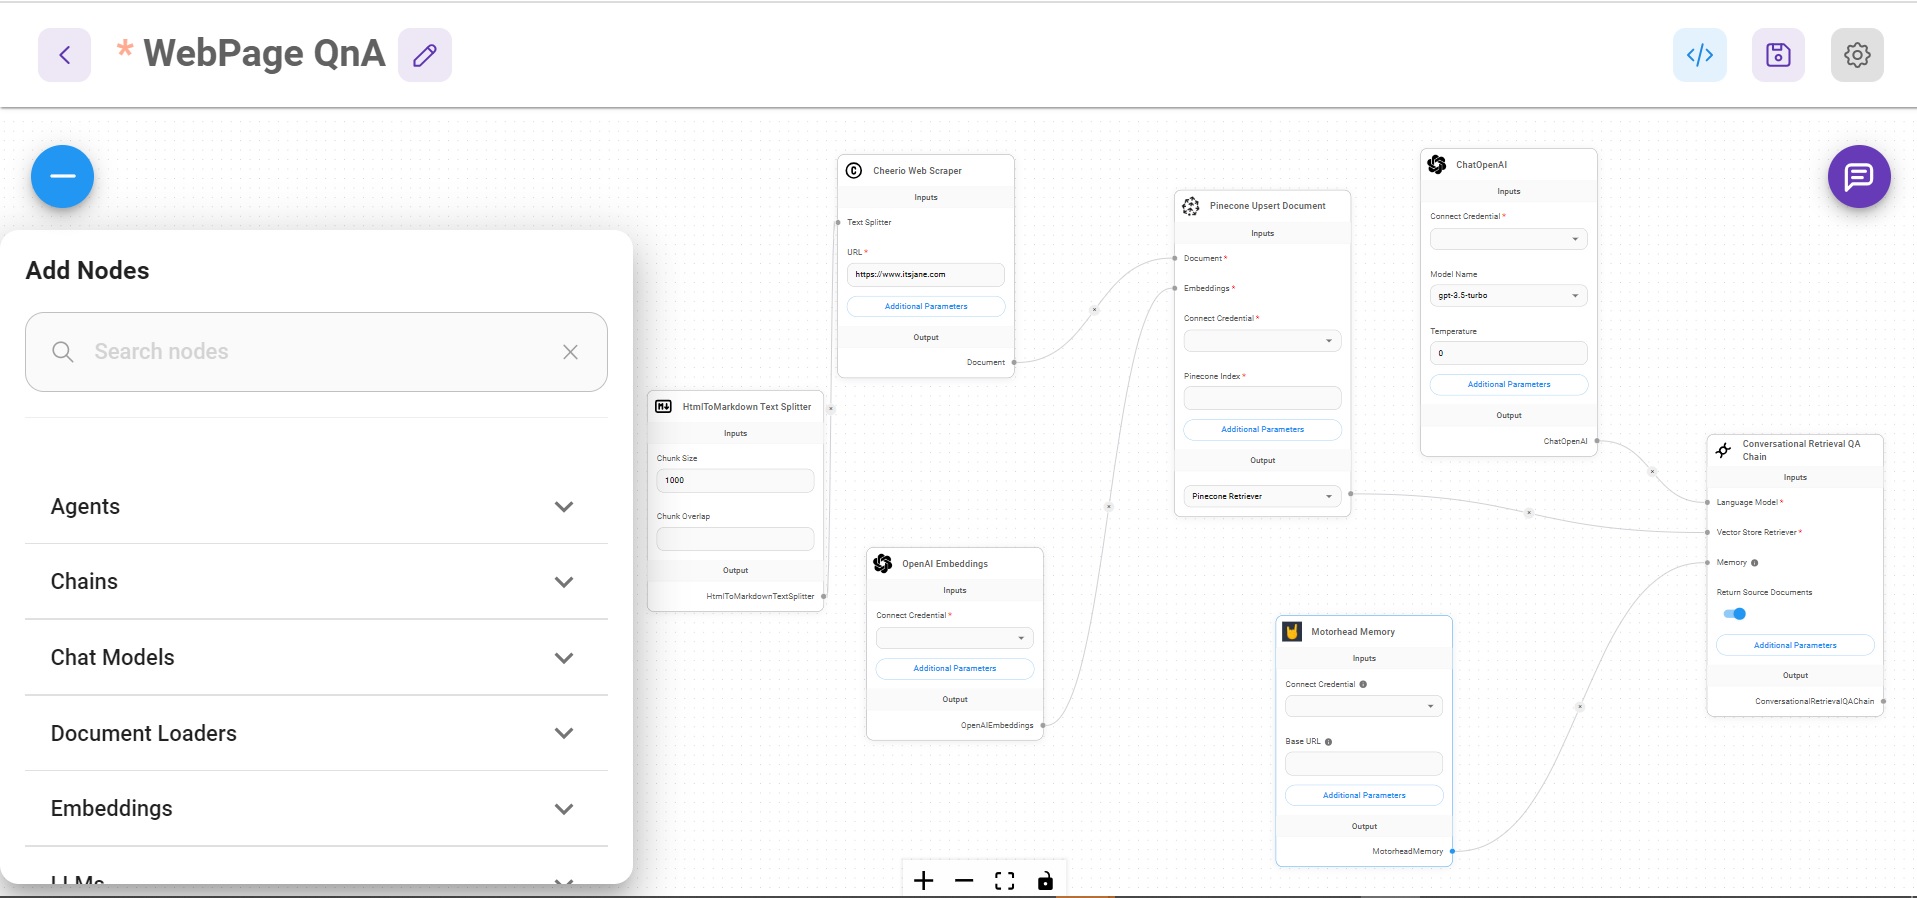 * WebPage QnA
Add Nodes
Search nodes
Agents
Chains
Chat Models
Document Loaders
Embeddings
LLMs
HtmlToMarkdown Text Splitter
Inputs
Chunk Size
1000
Chunk Overlap
Output
HtmlToMarkdownTextSplitter
Cheerio Web Scraper
Inputs
Text Splitter
URL *
https://www.itsjane.com
Additional Parameters
Output
Document
OpenAI Embeddings
Inputs
Connect Credential *
Additional Parameters
Output
OpenAIEmbeddings
Pinecone Upsert Document
Inputs
Document *
Embeddings *
Connect Credential *
Pinecone Index *
Additional Parameters
Output
Pinecone Retriever
ChatOpenAI
Inputs
Connect Credential *
Model Name
gpt-3.5-turbo
Temperature
0
Additional Parameters
Output
ChatOpenAI
Motorhead Memory
Inputs
Connect Credential
Base URL
Additional Parameters
Output
MotorheadMemory
Conversational Retrieval QA
Chain
Inputs
Language Model *
Vector Store Retriever *
Memory
Return Source Documents
Additional Parameters
Output
ConversationalRetrievalQAChain